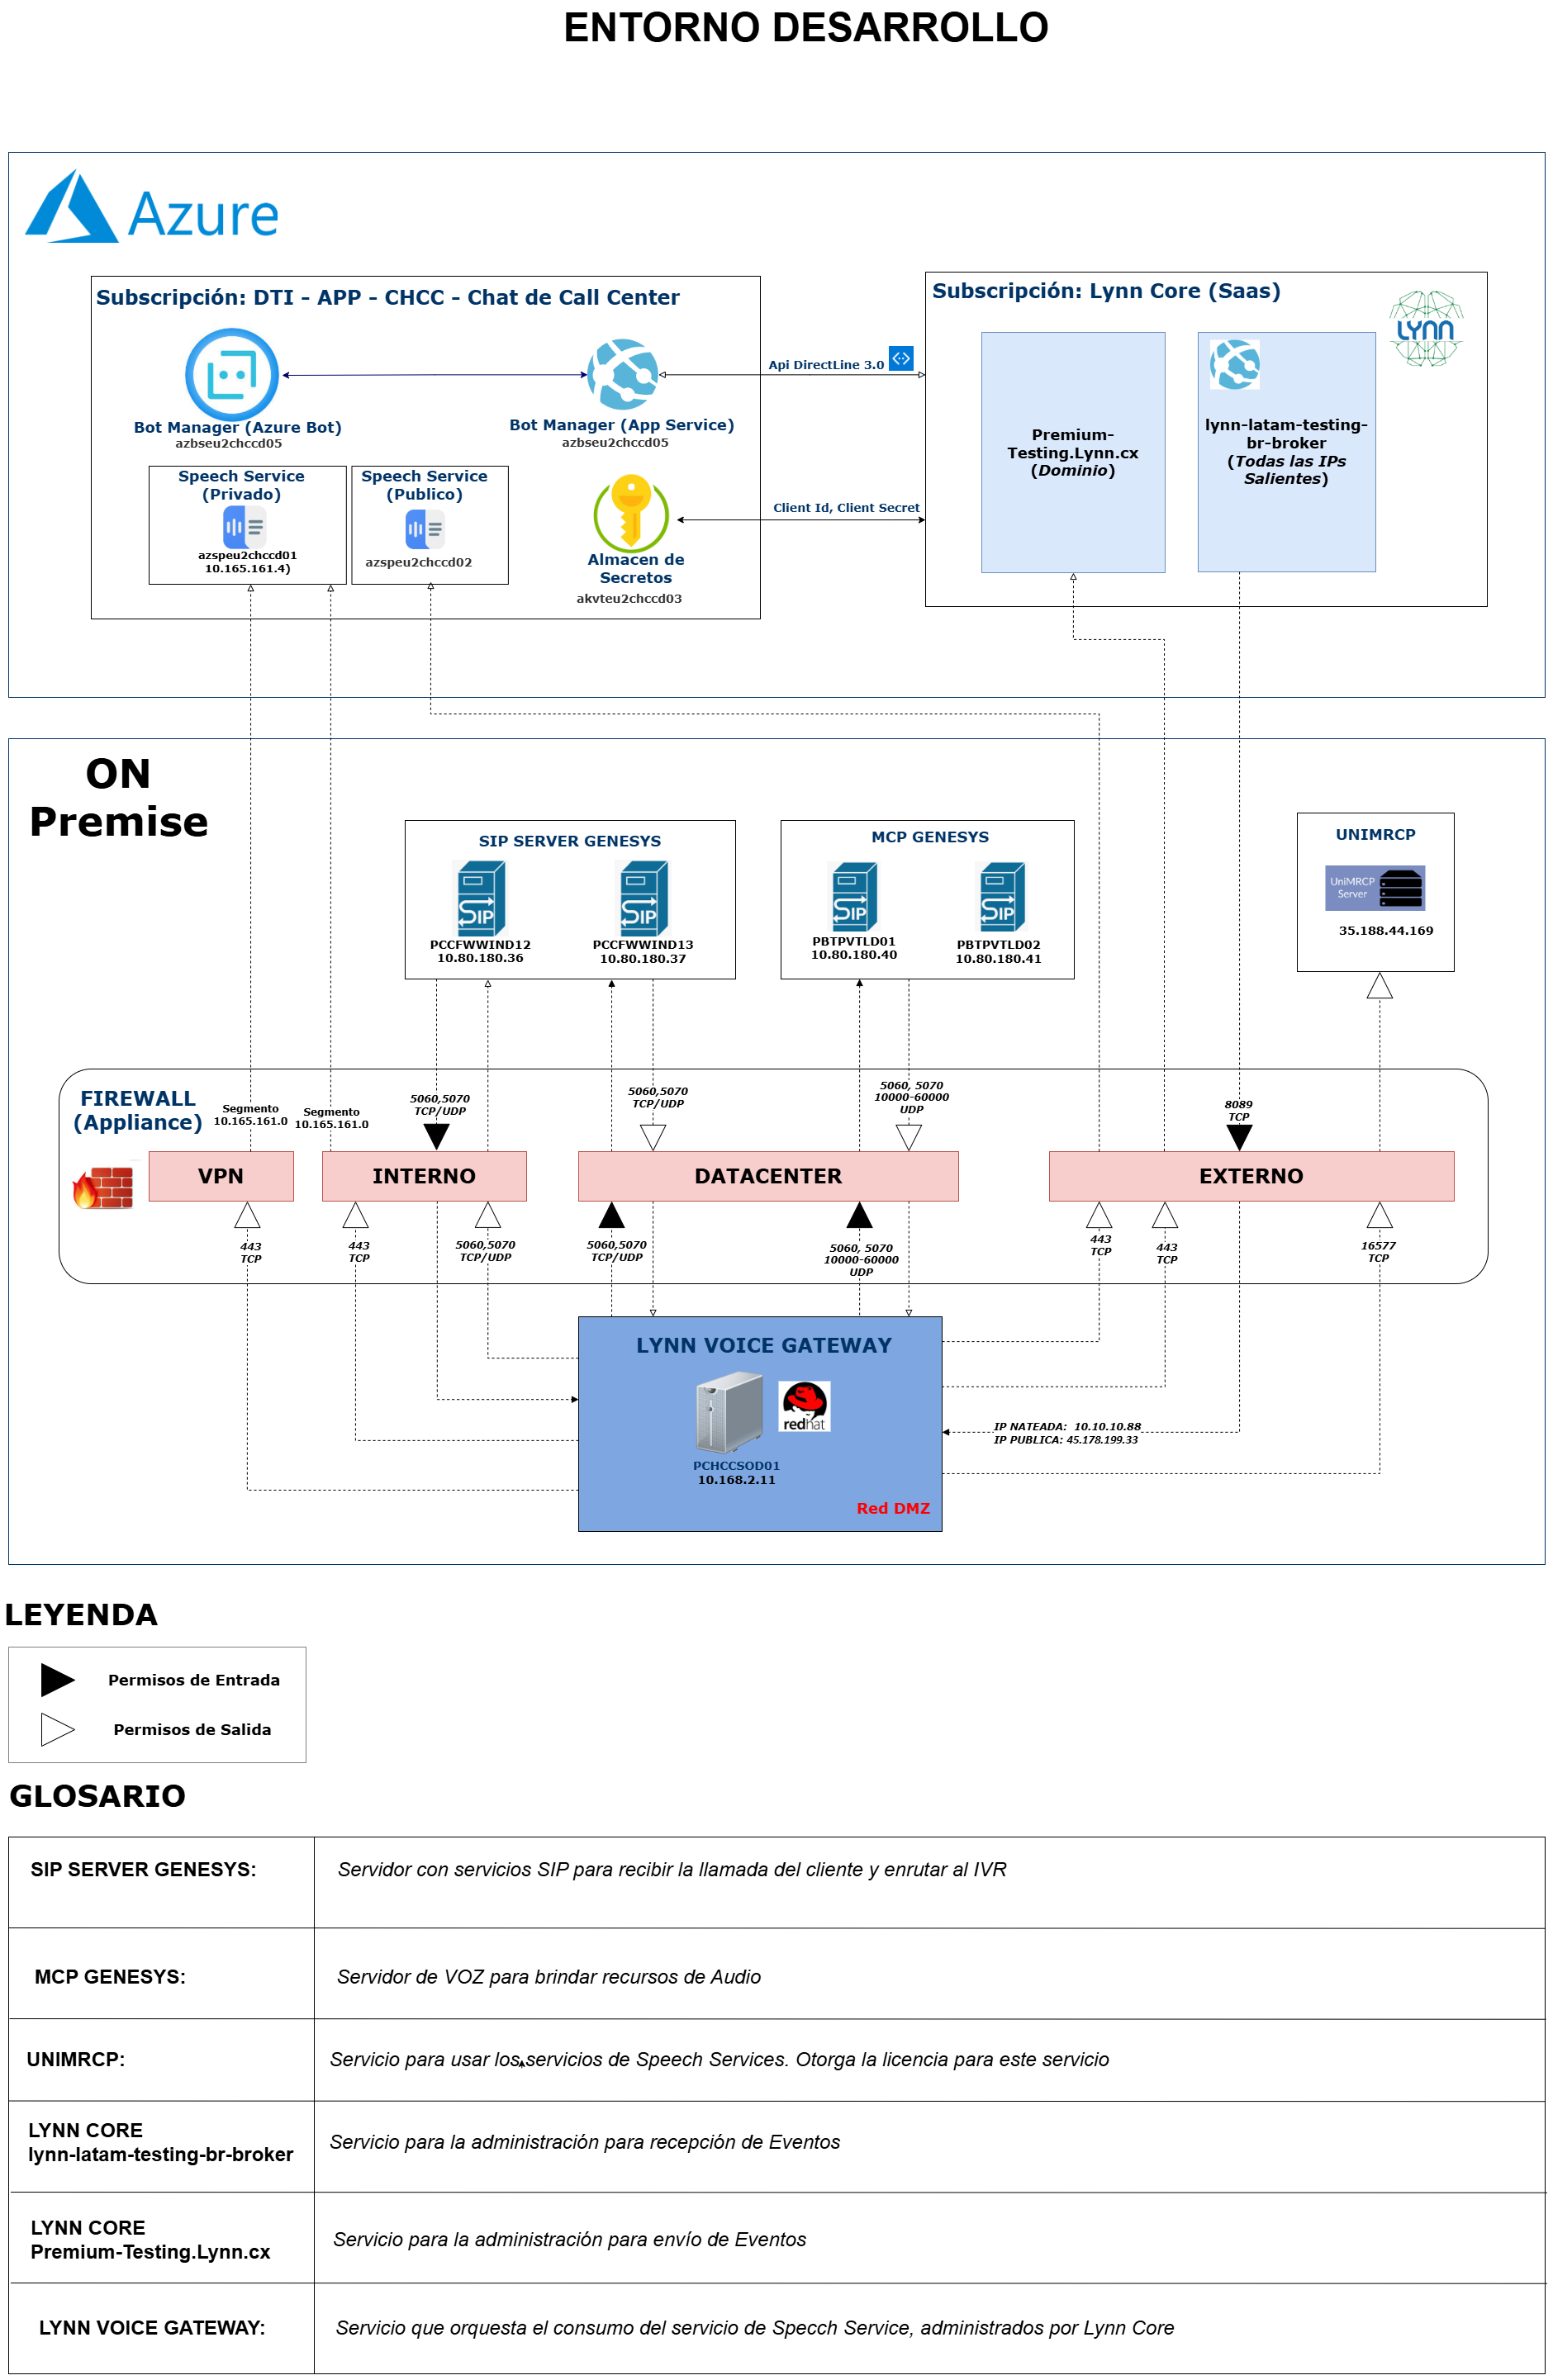 ENTORNO DESARROLLO
Azure
Subscripción: DTI - APP - CHCC - Chat de Call Center
Bot Manager (Azure Bot)
azbseu2chccd05
Bot Manager (App Service)
azbseu2chccd05
Speech Service
(Privado)
azspeu2chccd01
10.165.161.4)
Speech Service
(Publico)
azspeu2chccd02
Almacen de
Secretos
akvteu2chccd03
Api DirectLine 3.0
Client Id, Client Secret
Subscripción: Lynn Core (Saas)
LYNN
Premium-
Testing.Lynn.cx
(Dominio)
lynn-latam-testing-
br-broker
(Todas las IPs
Salientes)
ON
Premise
SIP SERVER GENESYS
SIP
SIP
PCCFWWIND12
10.80.180.36
PCCFWWIND13
10.80.180.37
MCP GENESYS
SIP
SIP
PBTPVTLD01
10.80.180.40
PBTPVTLD02
10.80.180.41
UNIMRCP
UniMRCP
Server
35.188.44.169
FIREWALL
(Appliance)
Segmento
10.165.161.0
Segmento
10.165.161.0
5060,5070
TCP/UDP
5060,5070
TCP/UDP
5060, 5070
10000-60000
UDP
8089
TCP
VPN
INTERNO
DATACENTER
EXTERNO
443
TCP
443
TCP
5060,5070
TCP/UDP
5060,5070
TCP/UDP
5060, 5070
10000-60000
UDP
443
TCP
443
TCP
16577
TCP
LYNN VOICE GATEWAY
redhat
PCHCCSOD01
10.168.2.11
Red DMZ
IP NATEADA: 10.10.10.88
IP PUBLICA: 45.178.199.33
LEYENDA
Permisos de Entrada
Permisos de Salida
GLOSARIO
SIP SERVER GENESYS:
Servidor con servicios SIP para recibir la llamada del cliente y enrutar al IVR
MCP GENESYS:
Servidor de VOZ para brindar recursos de Audio
UNIMRCP:
Servicio para usar los servicios de Speech Services. Otorga la licencia para este servicio
LYNN CORE
lynn-latam-testing-br-broker
Servicio para la administración para recepción de Eventos
LYNN CORE
Premium-Testing.Lynn.cx
Servicio para la administración para envío de Eventos
LYNN VOICE GATEWAY:
Servicio que orquesta el consumo del servicio de Specch Service, administrados por Lynn Core